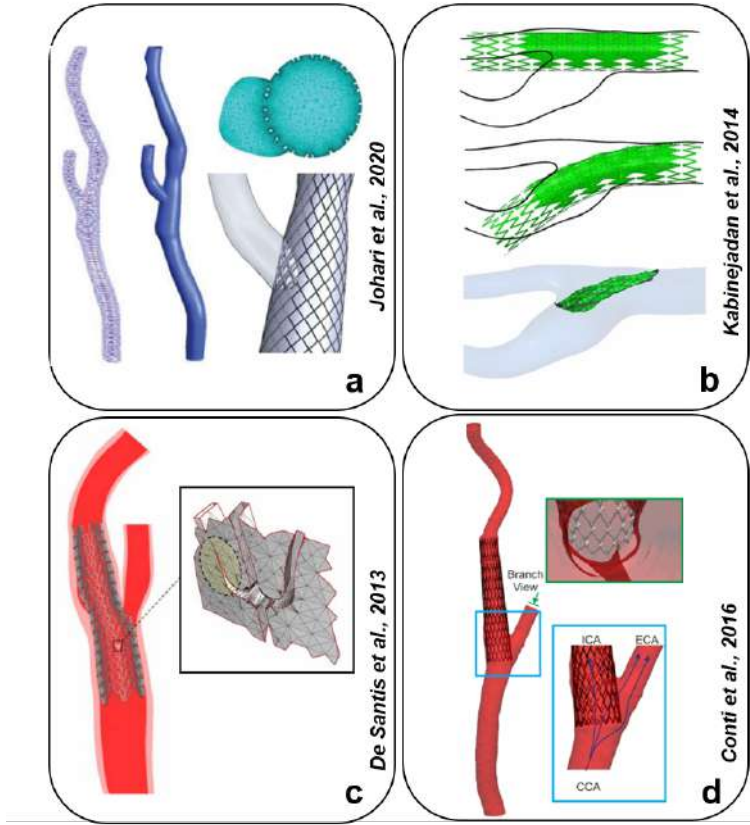 Johari et al., 2020
a
Kabinejadan et al., 2014
b
De Santis et al., 2013
c
Branch
View
ICA
ECA
CCA
Conti et al., 2016
d